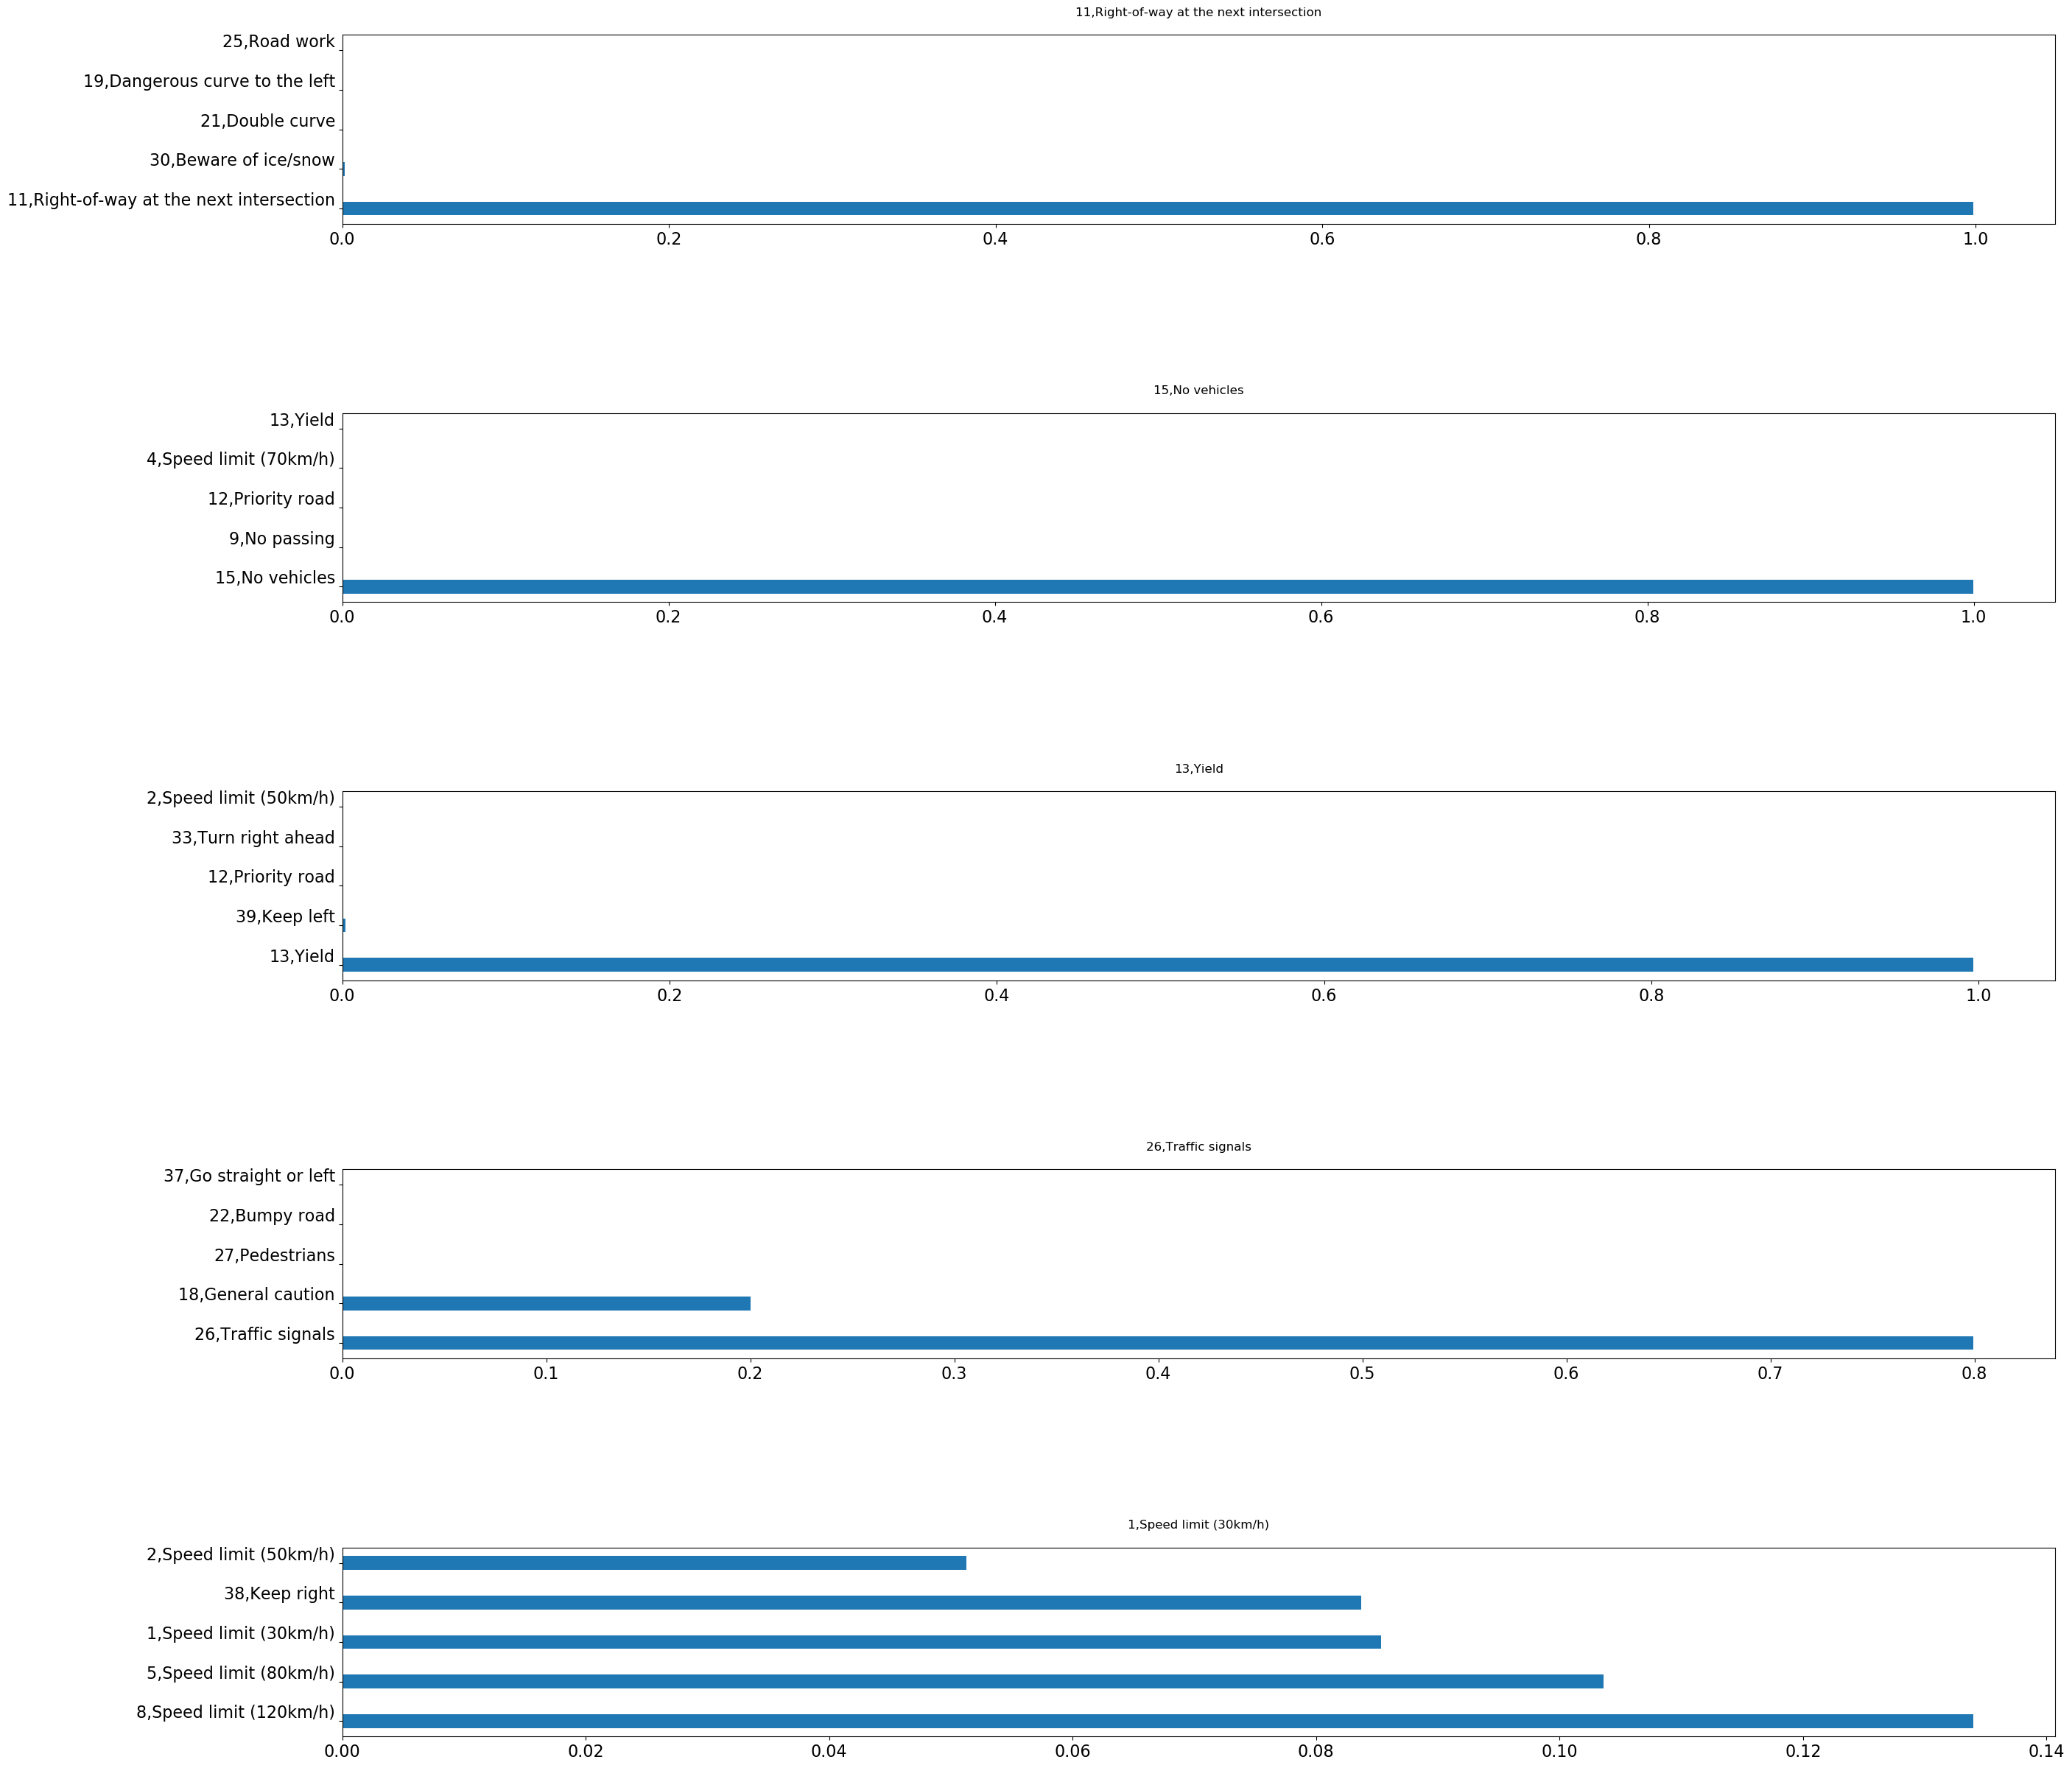 11,Right-of-way at the next intersection
25,Road work
19,Dangerous curve to the left
21,Double curve
30,Beware of ice/snow
11,Right-of-way at the next intersection
0.0 0.2 0.4 0.6 0.8 1.0
15,No vehicles
13,Yield
4,Speed limit (70km/h)
12,Priority road
9,No passing
15,No vehicles
0.0 0.2 0.4 0.6 0.8 1.0
13,Yield
2,Speed limit (50km/h)
33,Turn right ahead
12,Priority road
39,Keep left
13,Yield
0.0 0.2 0.4 0.6 0.8 1.0
26,Traffic signals
37,Go straight or left
22,Bumpy road
27,Pedestrians
18,General caution
26,Traffic signals
0.0 0.1 0.2 0.3 0.4 0.5 0.6 0.7 0.8
1,Speed limit (30km/h)
2,Speed limit (50km/h)
38,Keep right
1,Speed limit (30km/h)
5,Speed limit (80km/h)
8,Speed limit (120km/h)
0.00 0.02 0.04 0.06 0.08 0.10 0.12 0.14